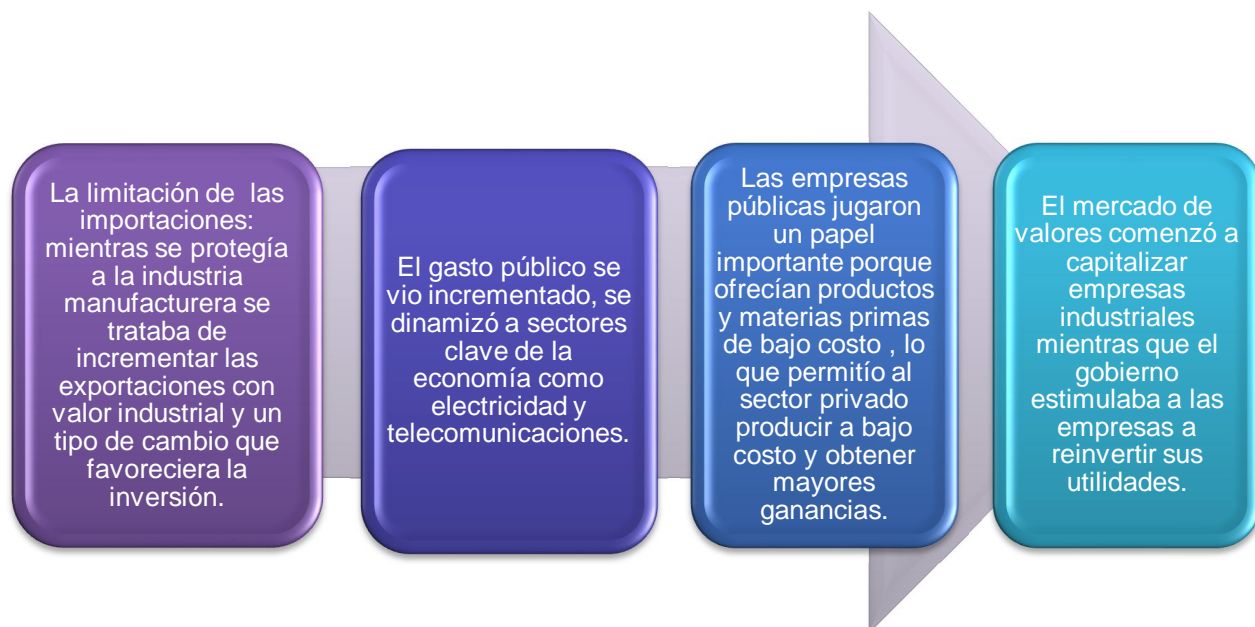 La limitación de las
importaciones:
mientras se protegía
a la industria
manufacturera se
trataba de
incrementar las
exportaciones con
valor industrial y un
tipo de cambio que
favoreciera la
inversión.
El gasto público se
vio incrementado, se
dinamizó a sectores
clave de la
economía como
electricidad y
telecomunicaciones.
Las empresas
públicas jugaron
un papel
importante porque
ofrecían productos
y materias primas
de bajo costo , lo
que permitío al
sector privado
producir a bajo
costo y obtener
mayores
ganancias.
El mercado de
valores comenzó a
capitalizar
empresas
industriales
mientras que el
gobierno
estimulaba a las
empresas a
reinvertir sus
utilidades.